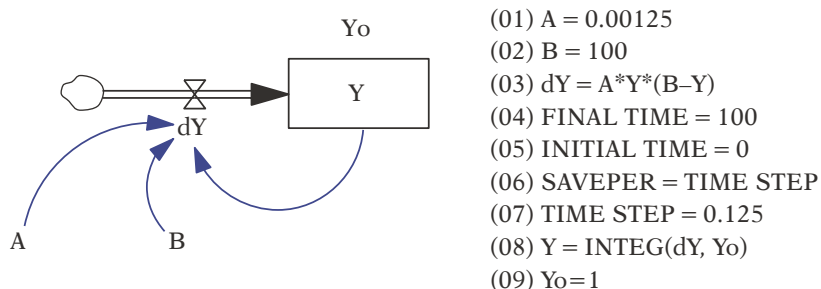 Yo
Y
dY
A
B
(01) A = 0.00125
(02) B = 100
(03) dY = A*Y*(B–Y)
(04) FINAL TIME = 100
(05) INITIAL TIME = 0
(06) SAVEPER = TIME STEP
(07) TIME STEP = 0.125
(08) Y = INTEG(dY, Yo)
(09) Yo=1